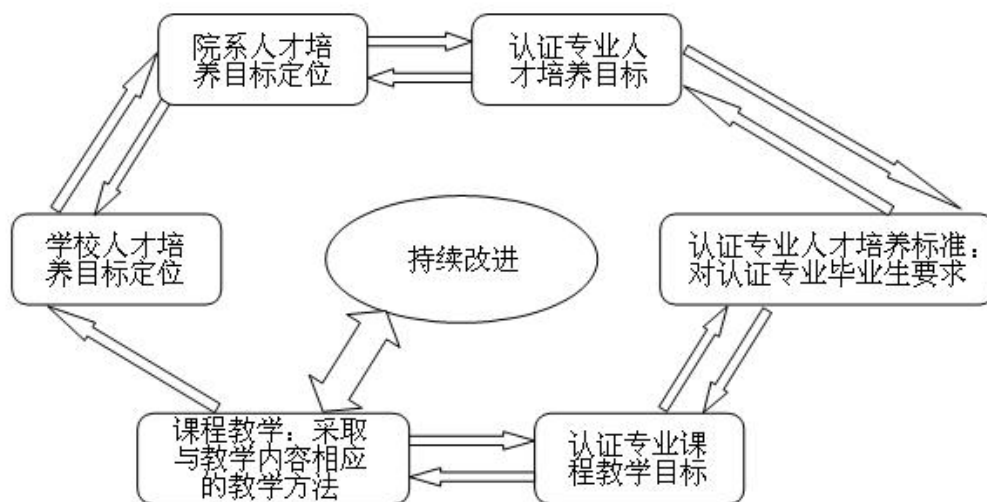 院系人才培
养目标定位
认证专业人
才培养目标
学校人才培
养目标定位
持续改进
认证专业人才培养标准：
对认证专业毕业生要求
课程教学：采取
与教学内容相应
的教学方法
认证专业课
程教学目标